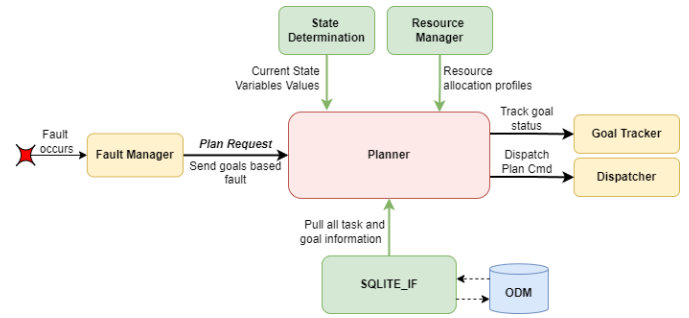 State
Determination
Resource
Manager
Current State
Variables Values
Resource
allocation profiles
Fault
occurs
Fault Manager
Plan Request
Send goals based
fault
Planner
Track goal
status
Goal Tracker
Dispatch
Plan Cmd
Dispatcher
Pull all task and
goal information
SQLITE_IF
ODM